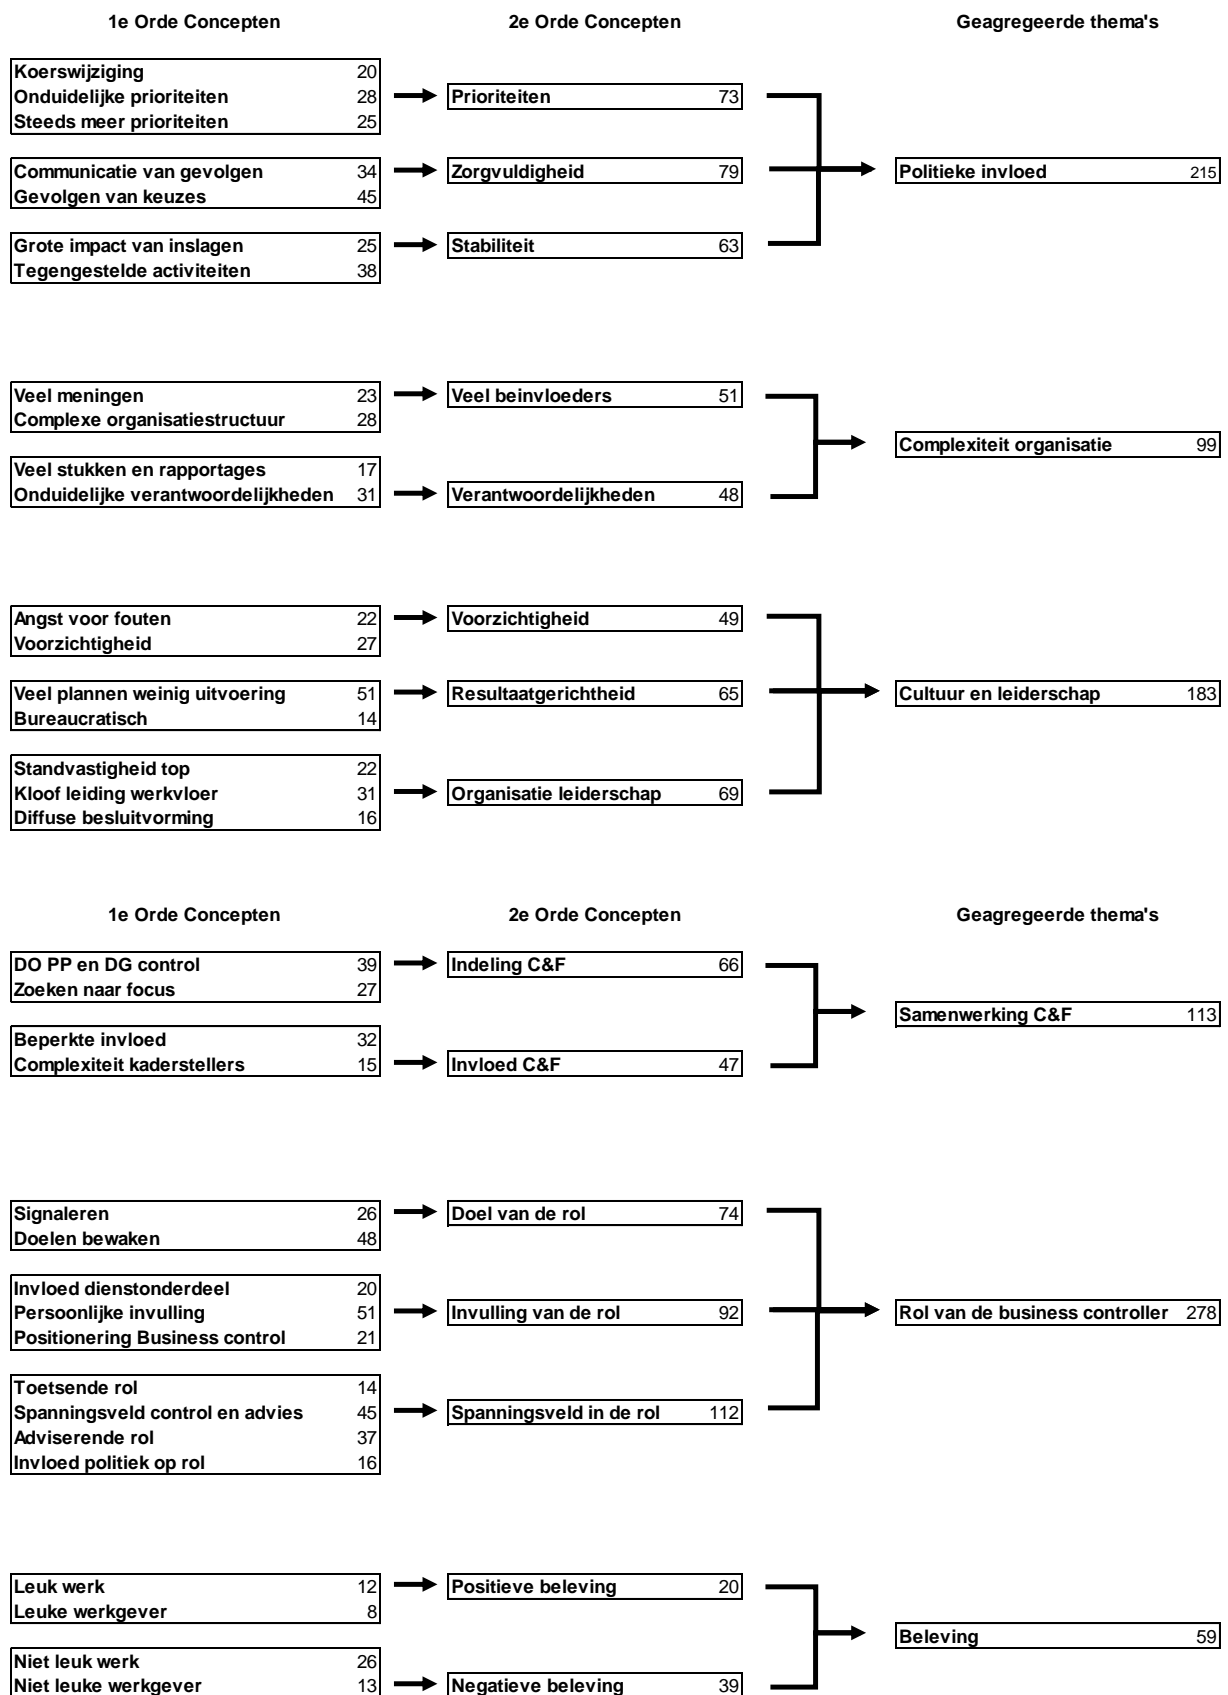 1e Orde Concepten 2e Orde Concepten Geagregeerde thema's
Koerswijziging 20
Onduidelijke prioriteiten 28 Prioriteiten 73
Steeds meer prioriteiten 25
Communicatie van gevolgen 34 Zorgvuldigheid 79 Politieke invloed 215
Gevolgen van keuzes 45
Grote impact van inslagen 25 Stabiliteit 63
Tegengestelde activiteiten 38
Veel meningen 23 Veel beinvloeders 51
Complexe organisatiestructuur 28
Complexiteit organisatie 99
Veel stukken en rapportages 17
Onduidelijke verantwoordelijkheden 31 Verantwoordelijkheden 48
Angst voor fouten 22 Voorzichtigheid 49
Voorzichtigheid 27
Veel plannen weinig uitvoering 51 Resultaatgerichtheid 65 Cultuur en leiderschap 183
Bureaucratisch 14
Standvastigheid top 22
Kloof leiding werkvloer 31 Organisatie leiderschap 69
Diffuse besluitvorming 16
1e Orde Concepten 2e Orde Concepten Geagregeerde thema's
DO PP en DG control 39 Indeling C&F 66
Zoeken naar focus 27
Samenwerking C&F 113
Beperkte invloed 32
Complexiteit kaderstellers 15 Invloed C&F 47
Signaleren 26 Doel van de rol 74
Doelen bewaken 48
Invloed dienstonderdeel 20
Persoonlijke invulling 51 Invulling van de rol 92 Rol van de business controller 278
Positionering Business control 21
Toetsende rol 14
Spanningsveld control en advies 45 Spanningsveld in de rol 112
Adviserende rol 37
Invloed politiek op rol 16
Leuk werk 12 Positieve beleving 20
Leuke werkgever 8
Beleving 59
Niet leuk werk 26
Niet leuke werkgever 13 Negatieve beleving 39